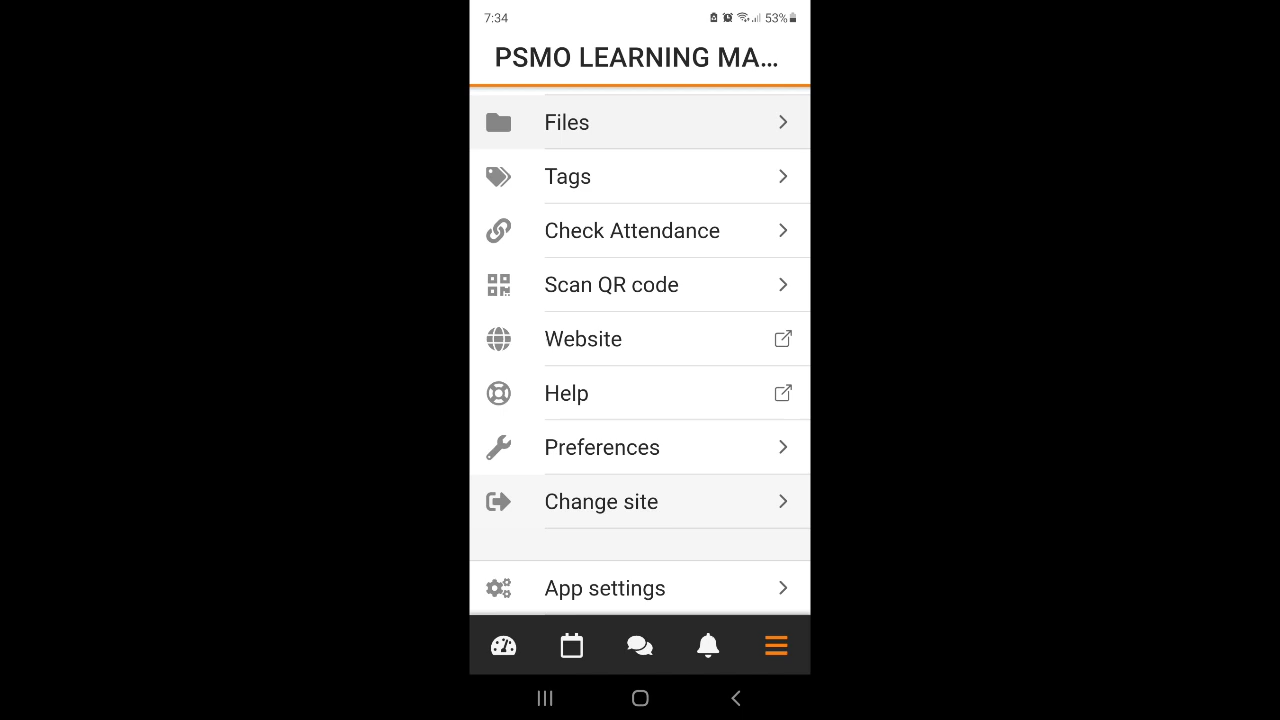 7:34
53%
PSMO LEARNING MA...
Files
Tags
Check Attendance
Scan QR code
Website
Help
Preferences
Change site
App settings